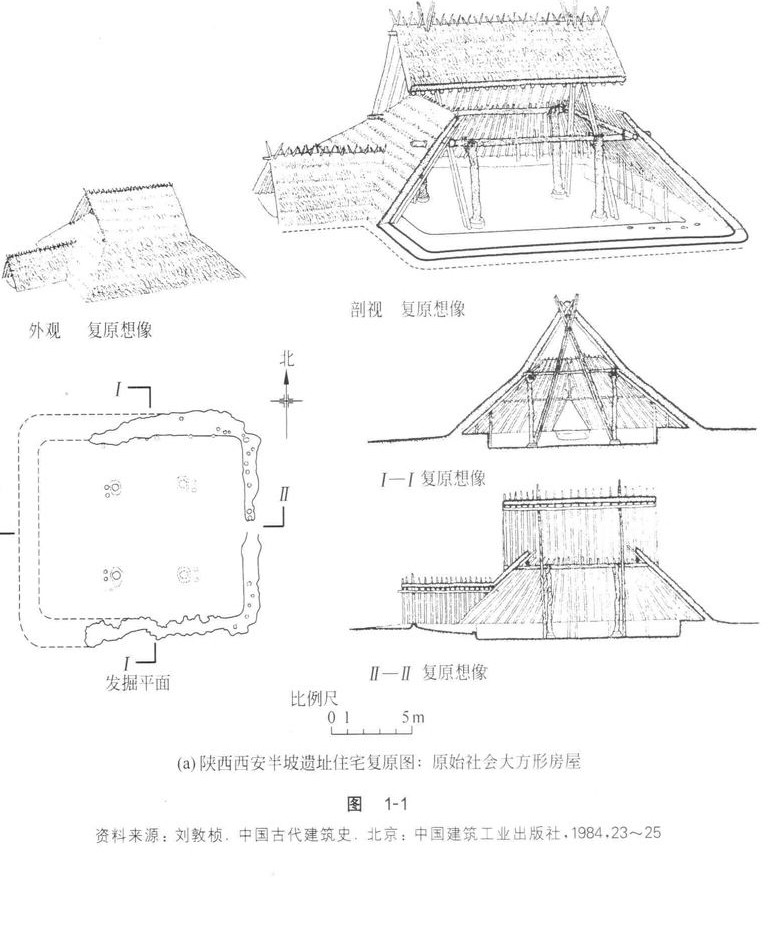 外观 复原想像
剖视 复原想像
北
I
II
I
发掘平面
I—I 复原想像
II—II 复原想像
比例尺
0 1 5m
(a) 陕西西安半坡遗址住宅复原图：原始社会大方形房屋
图 1-1
资料来源：刘敦桢. 中国古代建筑史. 北京：中国建筑工业出版社，1984，23～25